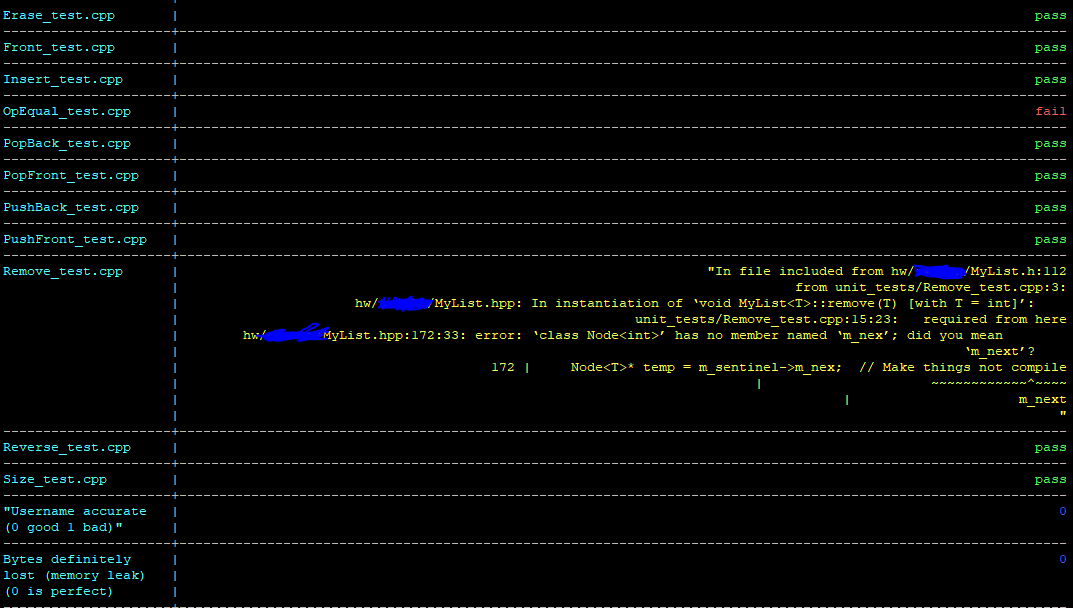 Erase_test.cpp | pass
Front_test.cpp | pass
Insert_test.cpp | pass
OpEqual_test.cpp | fail
PopBack_test.cpp | pass
PopFront_test.cpp | pass
PushBack_test.cpp | pass
PushFront_test.cpp | pass
Remove_test.cpp | "In file included from hw/ /MyList.h:112
| from unit_tests/Remove_test.cpp:3:
| hw/ /MyList.hpp: In instantiation of ‘void MyList<T>::remove(T) [with T = int]’:
| unit_tests/Remove_test.cpp:15:23: required from here
| hw/ MyList.hpp:172:33: error: ‘class Node<int>’ has no member named ‘m_nex’; did you mean
| ‘m_next’?
| 172 | Node<T>* temp = m_sentinel->m_nex; // Make things not compile
| | ~~~~~~~~~~~~^~~~~
| | m_next
| "
Reverse_test.cpp | pass
Size_test.cpp | pass
"Username accurate | 0
(0 good 1 bad)" |
Bytes definitely | 0
lost (memory leak) |
(0 is perfect) |